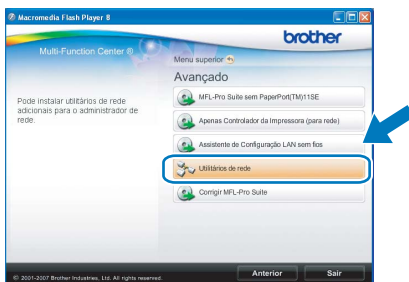 Macromedia Flash Player 8
brother
Multi-Function Center ®
Menu superior
Avançado
Pode instalar utilitários de rede
adicionais para o administrador de
rede.
MFL-Pro Suite sem PaperPort(TM)11SE
Apenas Controlador da Impressora (para rede)
Assistente de Configuração LAN sem fios
Utilitários de rede
Corrigir MFL-Pro Suite
© 2001-2007 Brother Industries, Ltd. All rights reserved.
Anterior
Sair